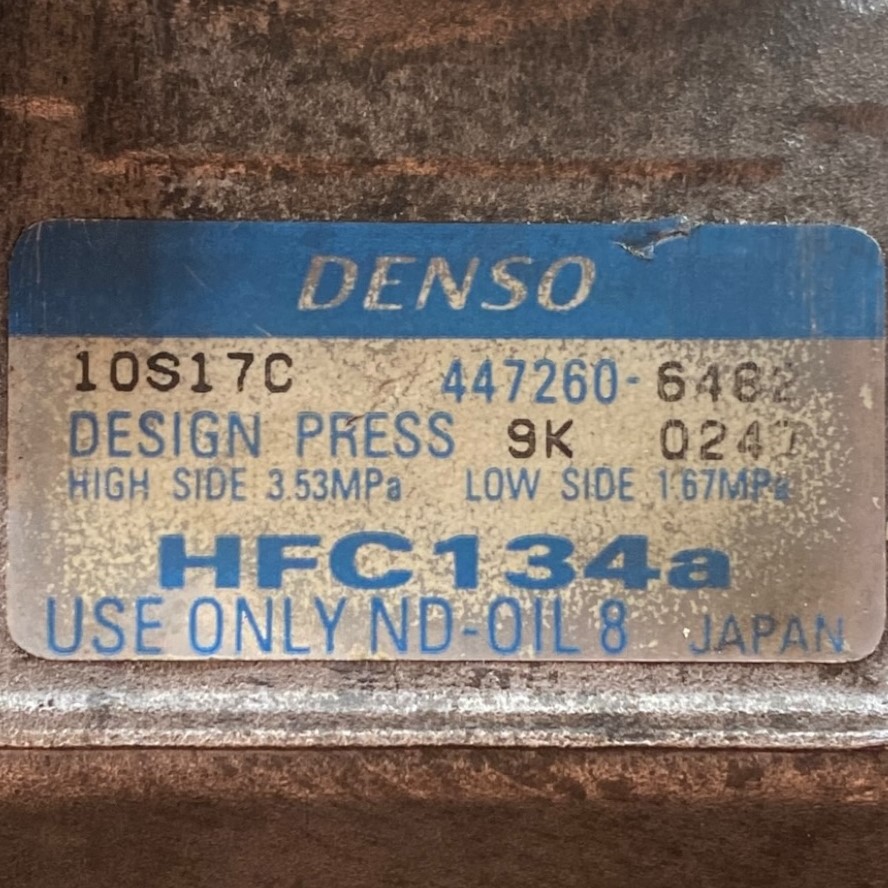 DENSO
10S17C 447260-
DESIGN PRESS 9K
HIGH SIDE 3.53MPa LOW SIDE 1.67MPa
HFC134a
USE ONLY ND-OIL 8 JAPAN